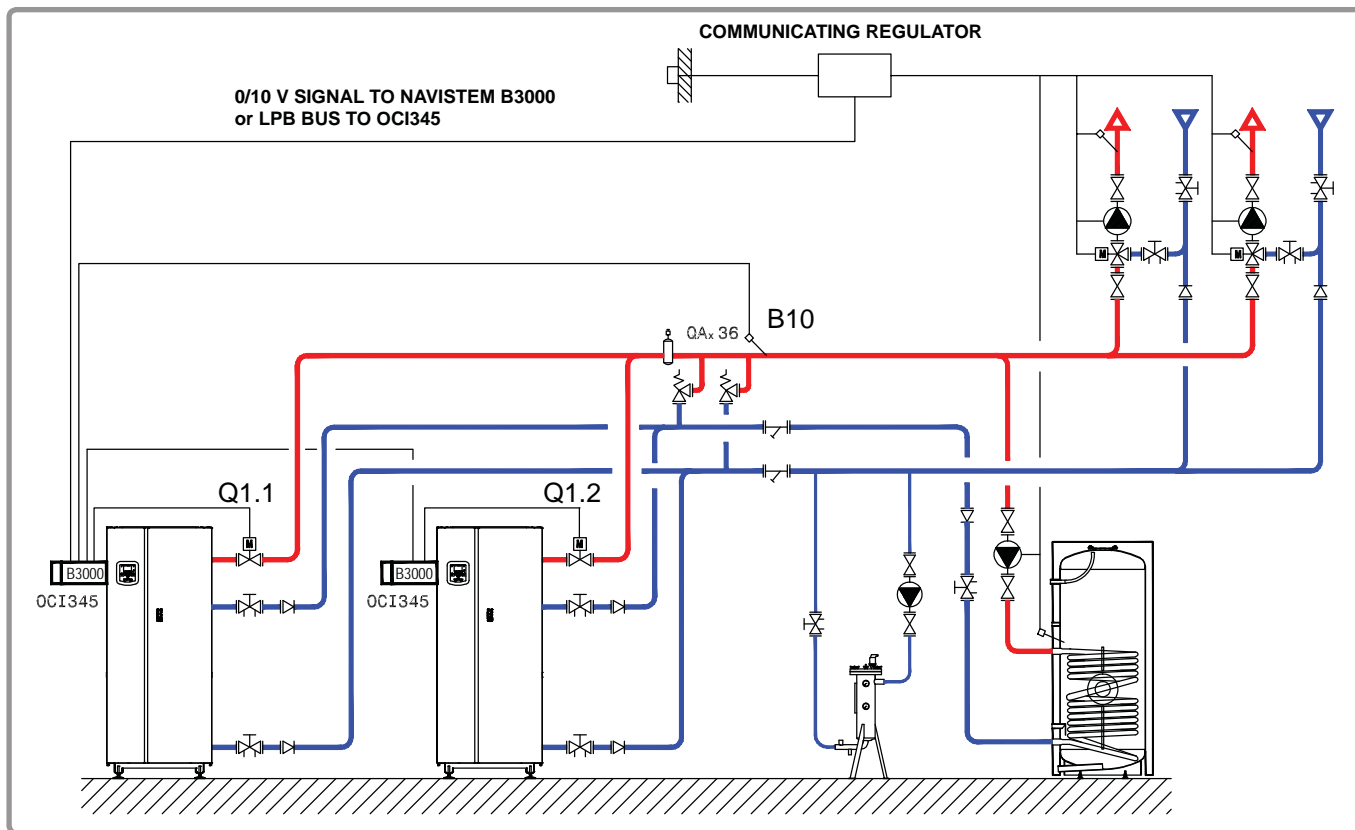 COMMUNICATING REGULATOR
0/10 V SIGNAL TO NAVISTEM B3000
or LPB BUS TO OCI345
M
M
QAx 36
B10
Q1.1
Q1.2
M
M
B3000
B3000
OCI345
OCI345